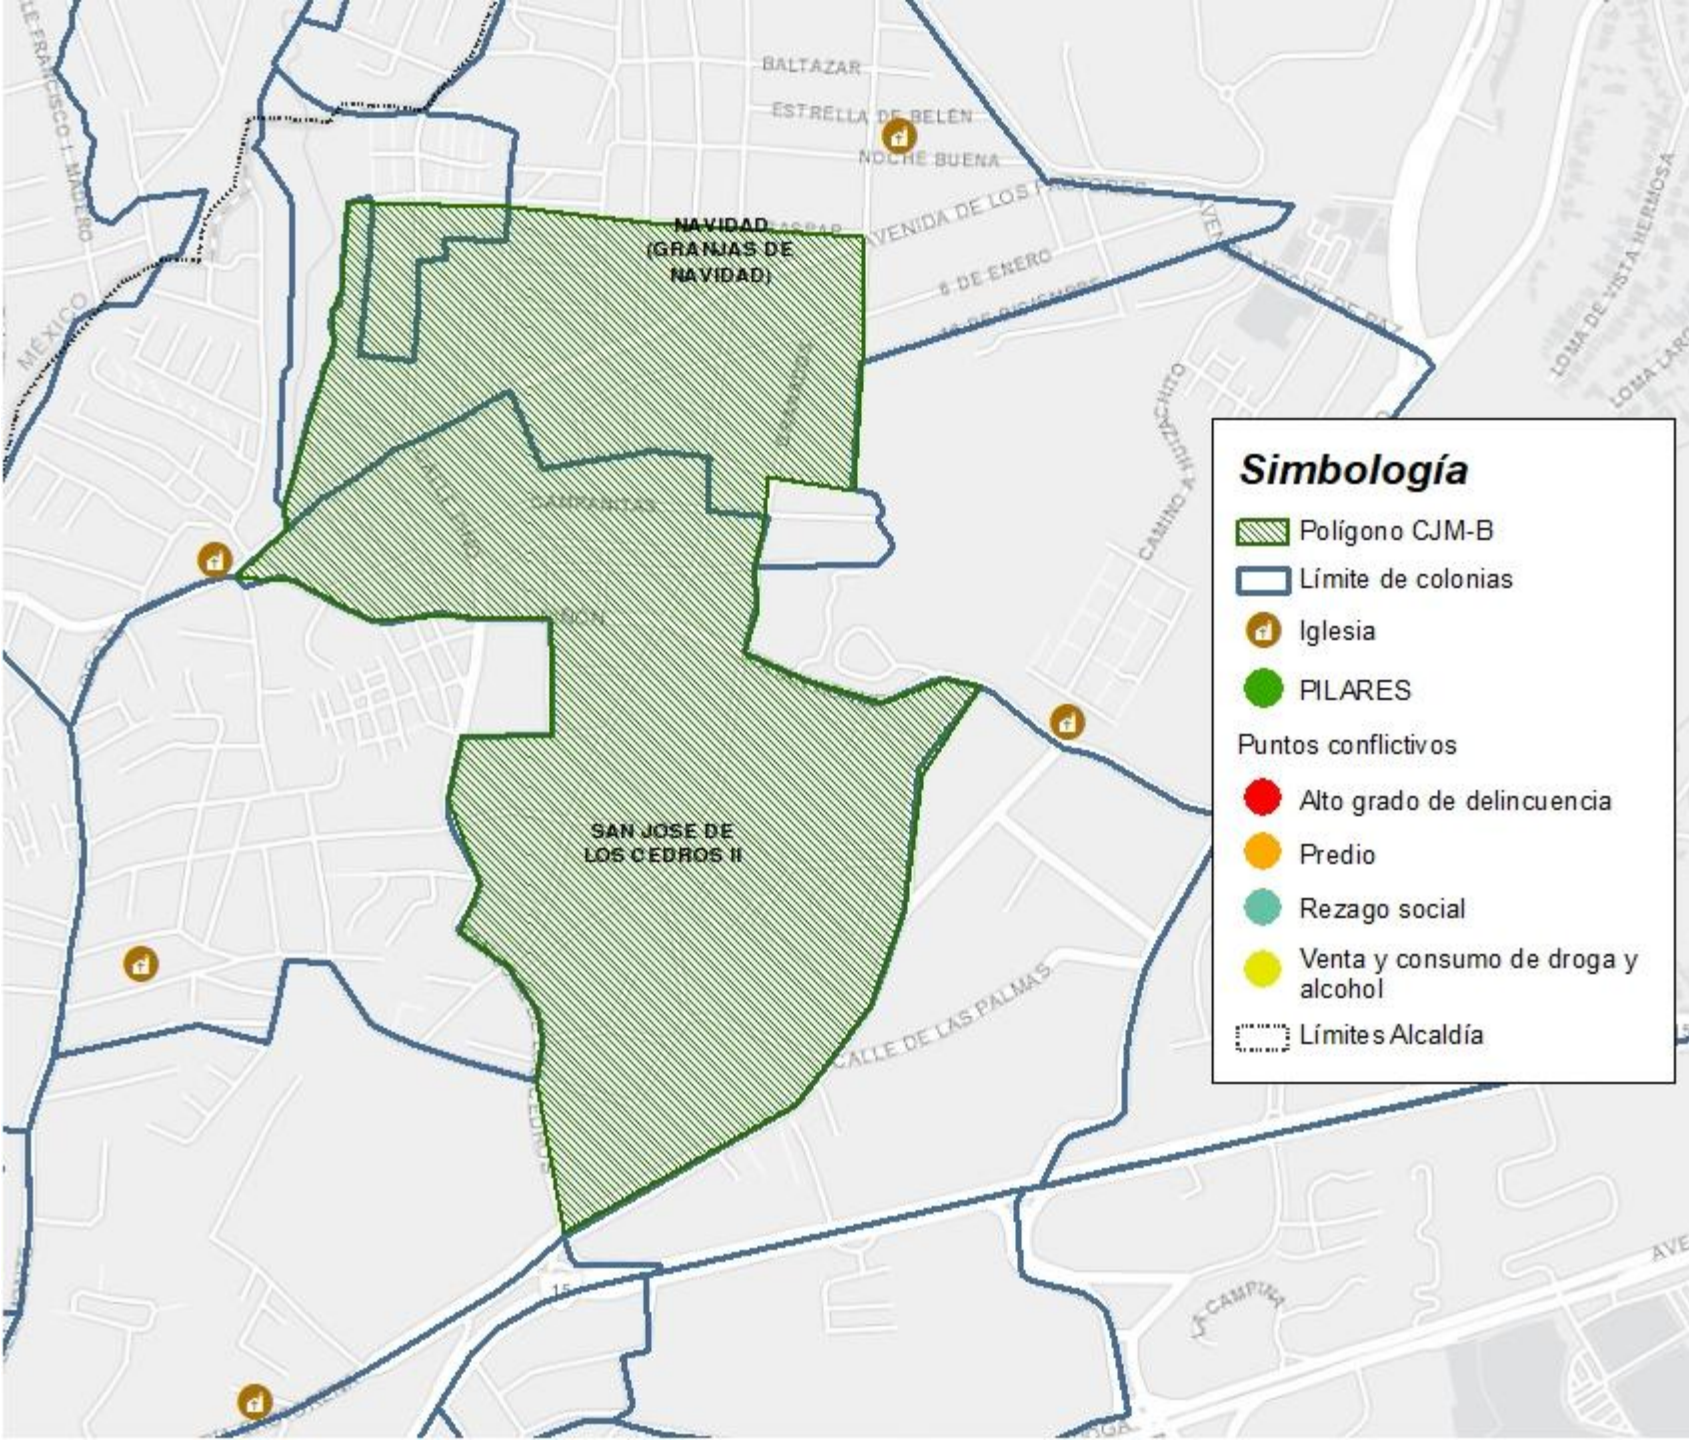 BALTAZAR
ESTRELLA DE BELÉN
NOCHE BUENA
AVENIDA DE LOS PASTORES
NAVIDAD
(GRANJAS DE
NAVIDAD)
GASPAR
6 DE ENERO
LOMA DE VISTA HERMOSA
MÉXICO
CAMINO A HUIZACHITO
CAMPANITAS
SAN JOSE DE
LOS CEDROS II
CALLE DE LAS PALMAS
CEDROS
15
LA CAMPIÑA
Simbología
Polígono CJM-B
Límite de colonias
Iglesia
PILARES
Puntos conflictivos
Alto grado de delincuencia
Predio
Rezago social
Venta y consumo de droga y
alcohol
Límites Alcaldía